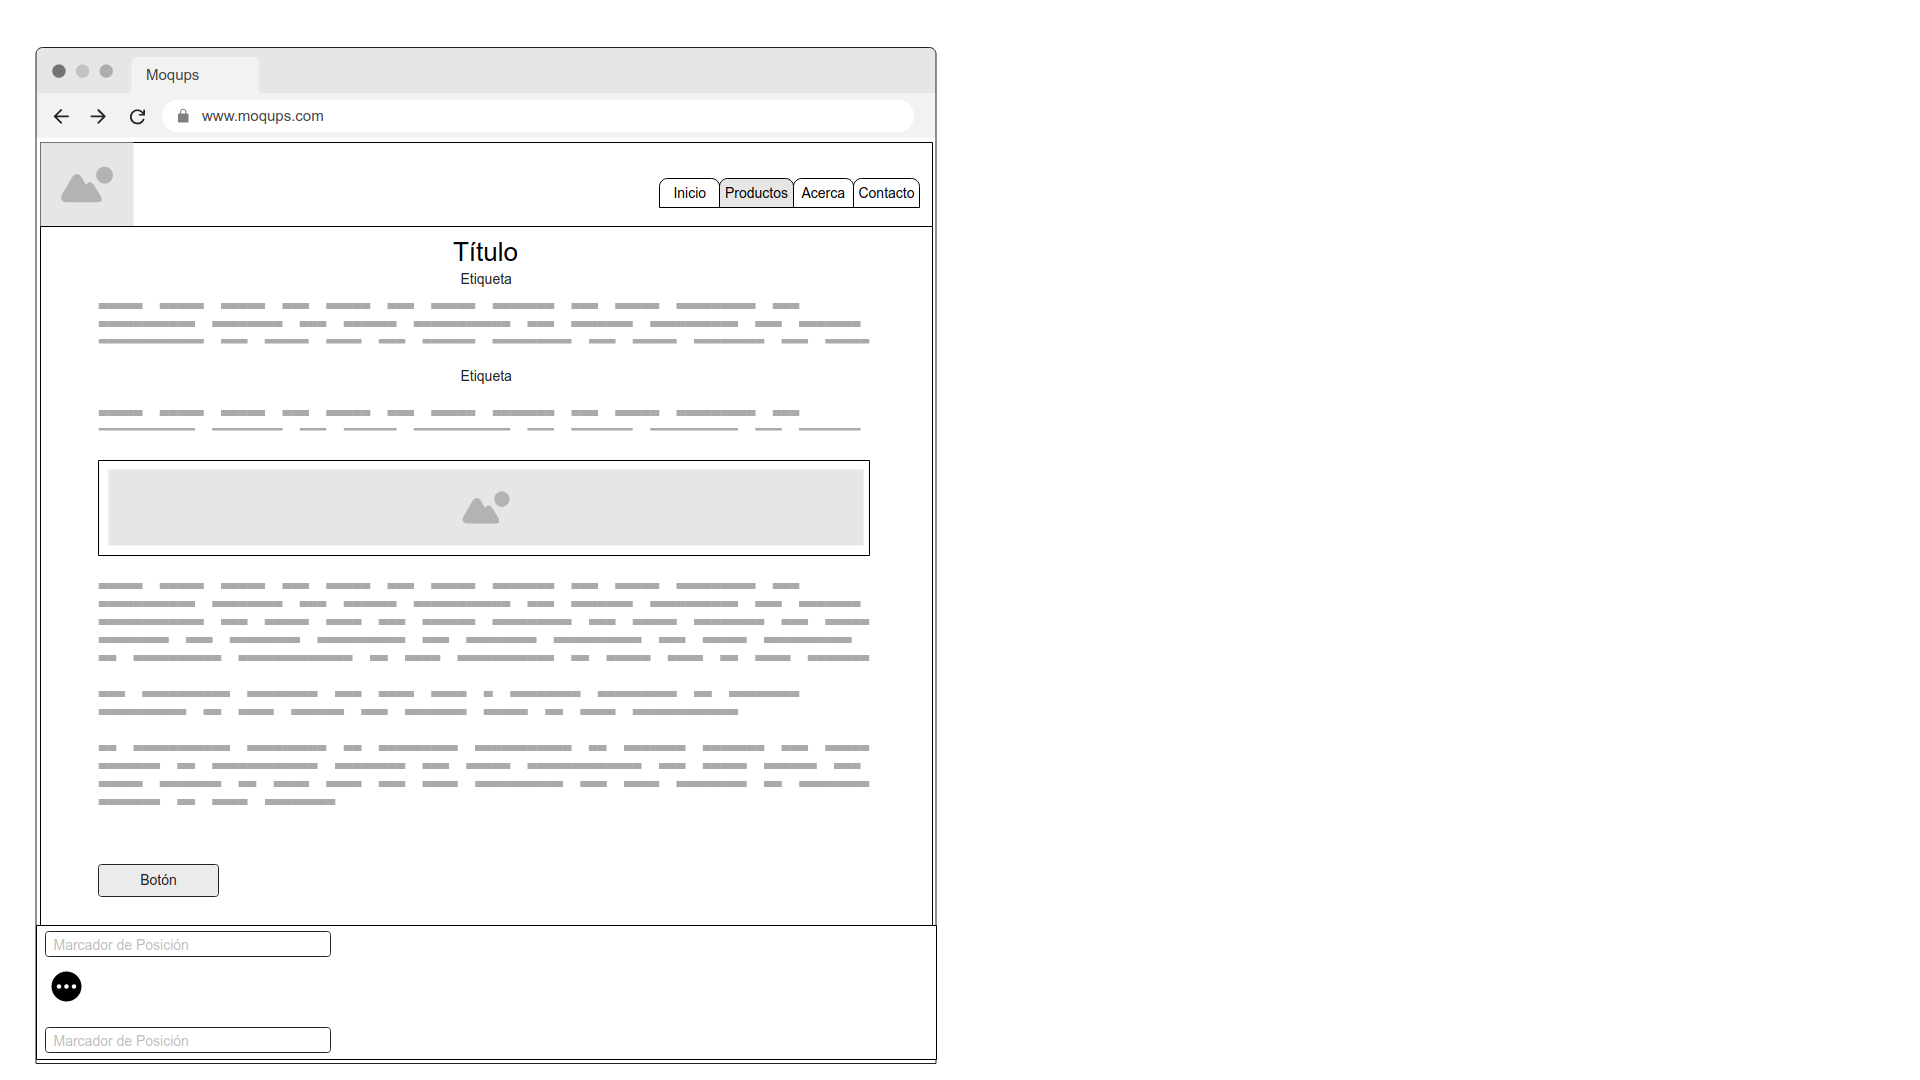 Moqups
www.moqups.com
Inicio Productos Acerca Contacto
Título
Etiqueta
Etiqueta
Botón
Marcador de Posición
Marcador de Posición